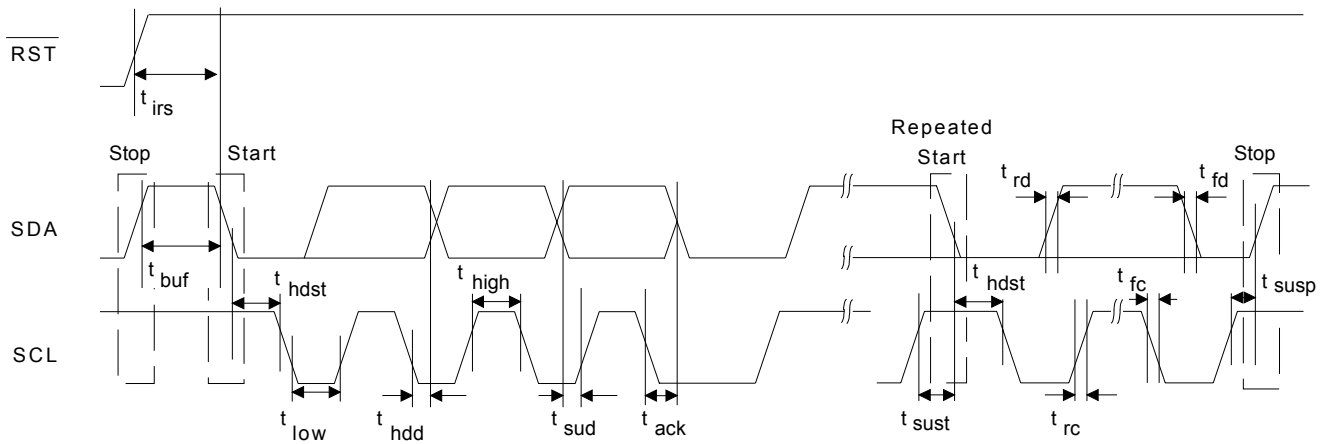 RST
t irs
Repeated
Stop Start Start Stop
t rd t fd
SDA
t buf t hdst t high t hdst t fc t susp
SCL
t low t hdd t sud t ack t sust t rc